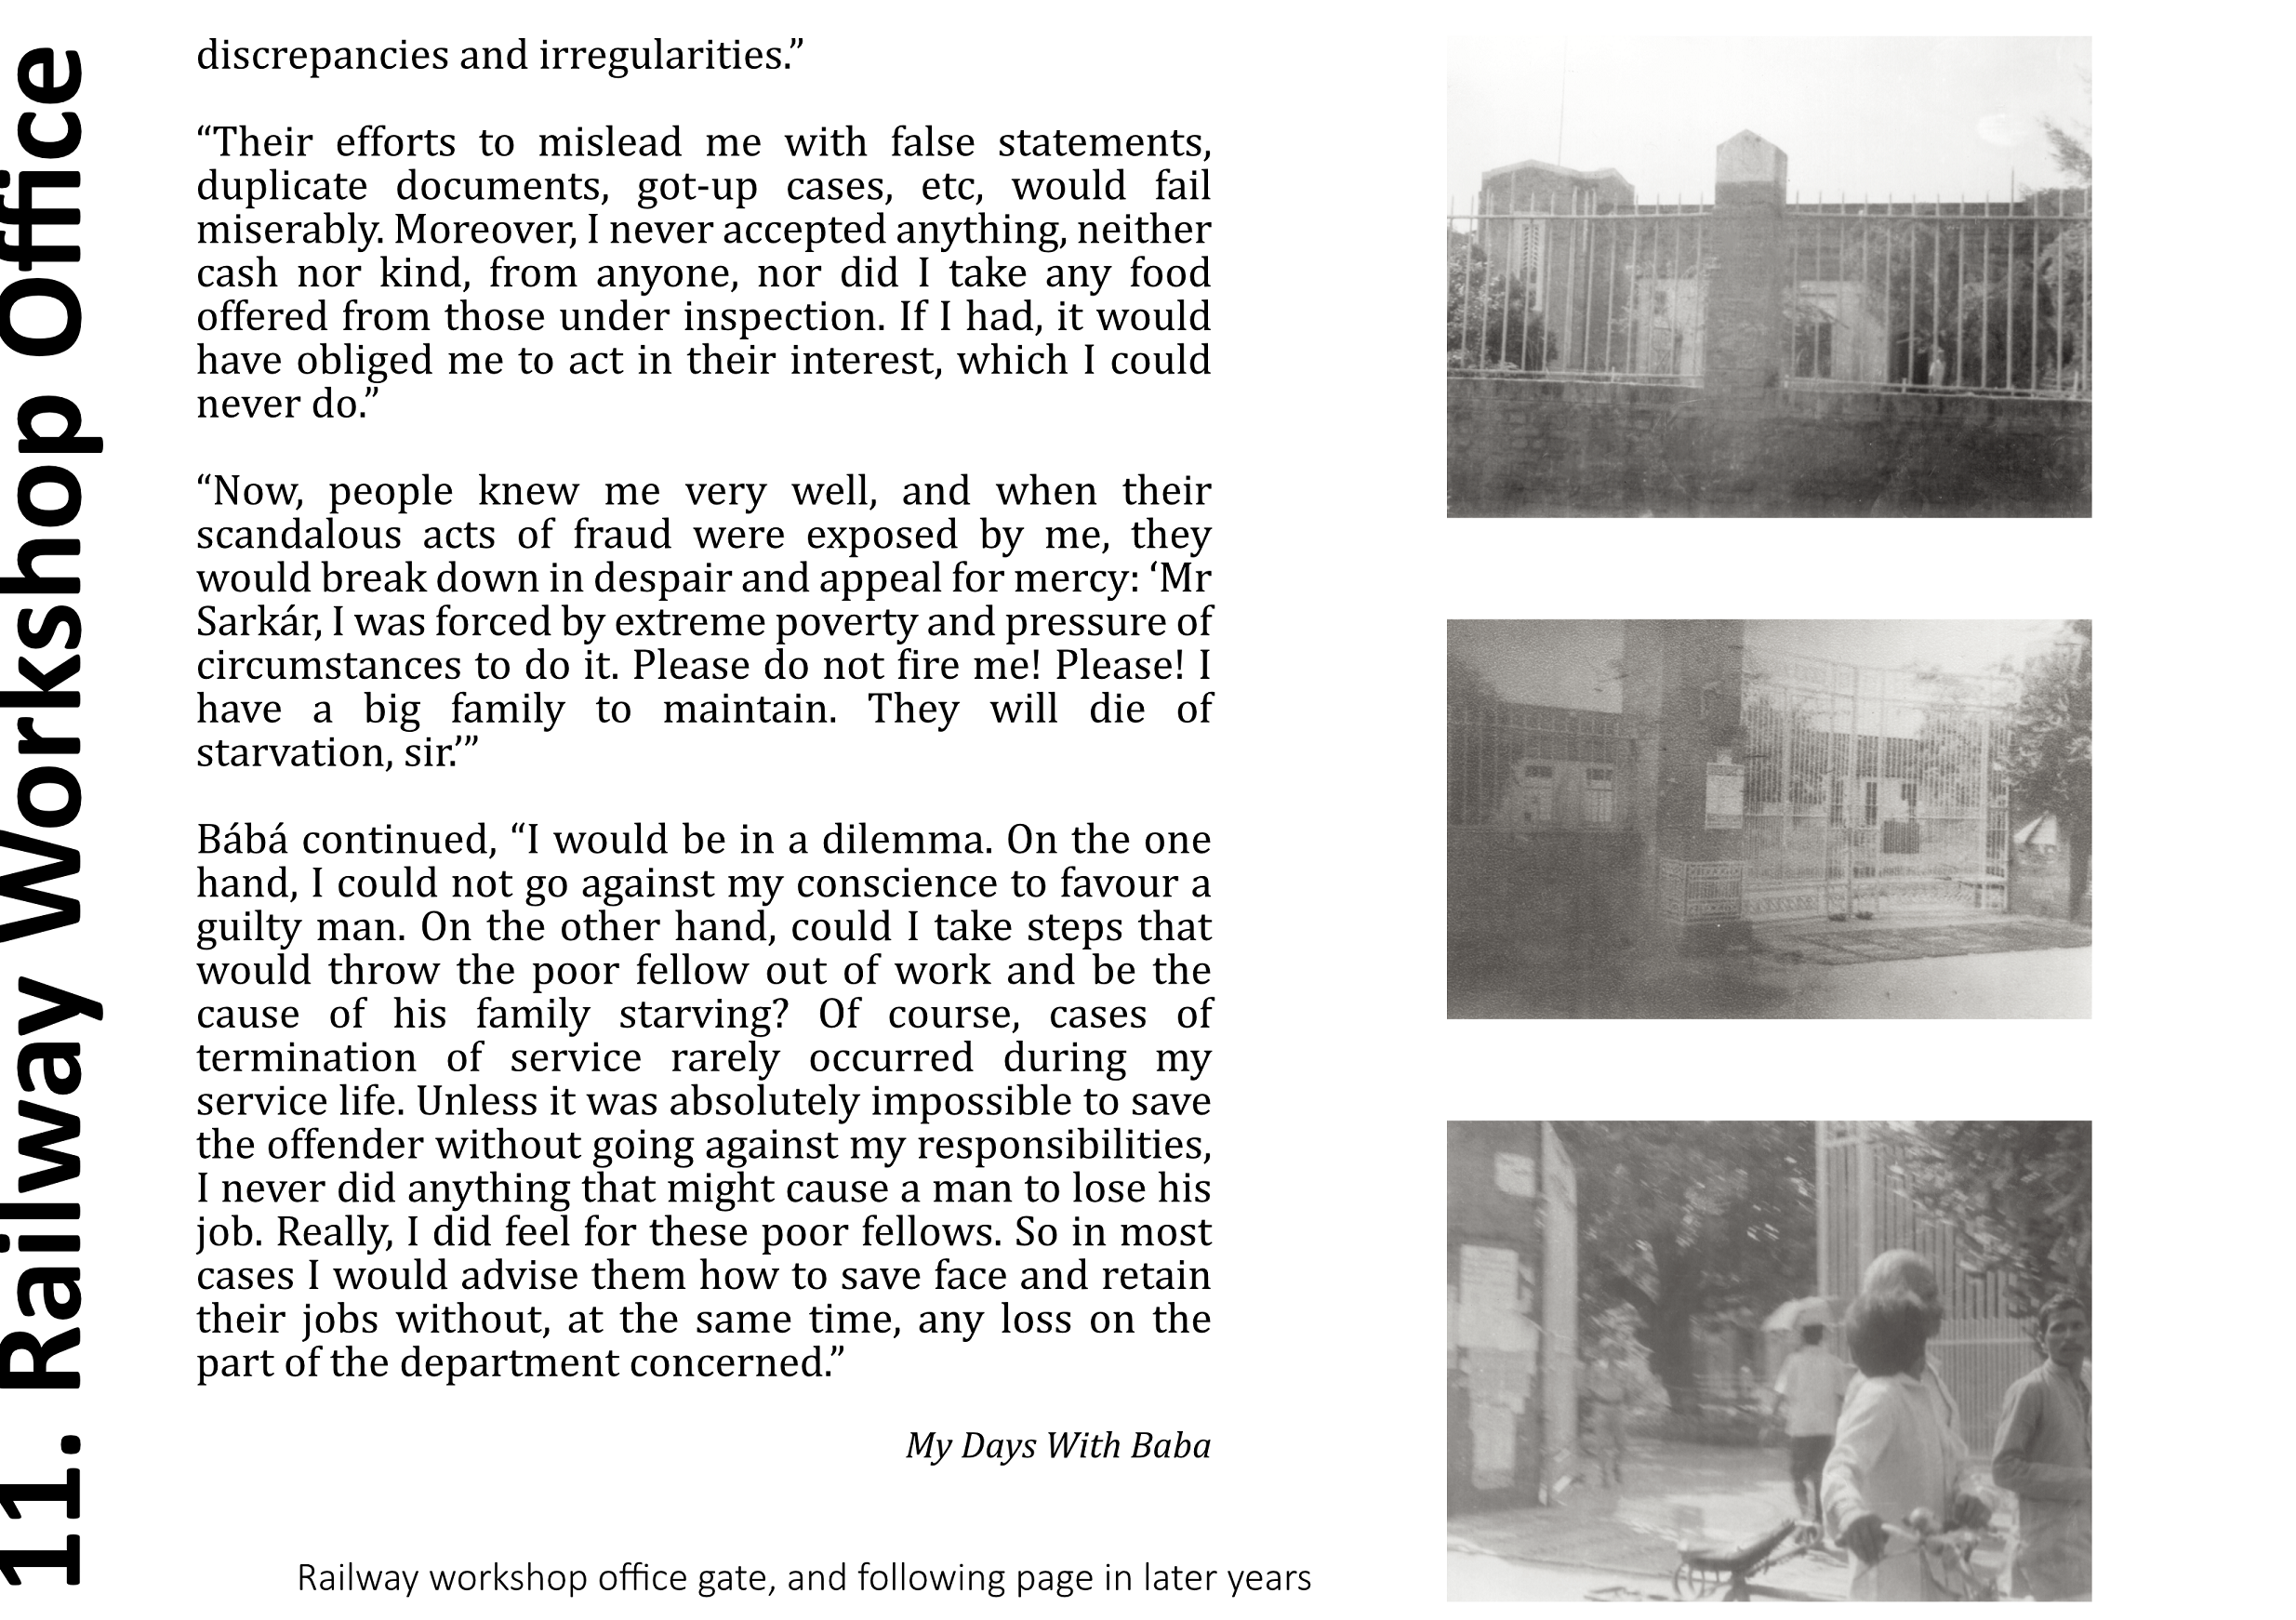 11. Railway Workshop Office
discrepancies and irregularities.”
“Their efforts to mislead me with false statements,
duplicate documents, got-up cases, etc, would fail
miserably. Moreover, I never accepted anything, neither
cash nor kind, from anyone, nor did I take any food
offered from those under inspection. If I had, it would
have obliged me to act in their interest, which I could
never do.”
“Now, people knew me very well, and when their
scandalous acts of fraud were exposed by me, they
would break down in despair and appeal for mercy: ‘Mr
Sarkár, I was forced by extreme poverty and pressure of
circumstances to do it. Please do not fire me! Please! I
have a big family to maintain. They will die of
starvation, sir.’”
Bábá continued, “I would be in a dilemma. On the one
hand, I could not go against my conscience to favour a
guilty man. On the other hand, could I take steps that
would throw the poor fellow out of work and be the
cause of his family starving? Of course, cases of
termination of service rarely occurred during my
service life. Unless it was absolutely impossible to save
the offender without going against my responsibilities,
I never did anything that might cause a man to lose his
job. Really, I did feel for these poor fellows. So in most
cases I would advise them how to save face and retain
their jobs without, at the same time, any loss on the
part of the department concerned.”
My Days With Baba
Railway workshop office gate, and following page in later years